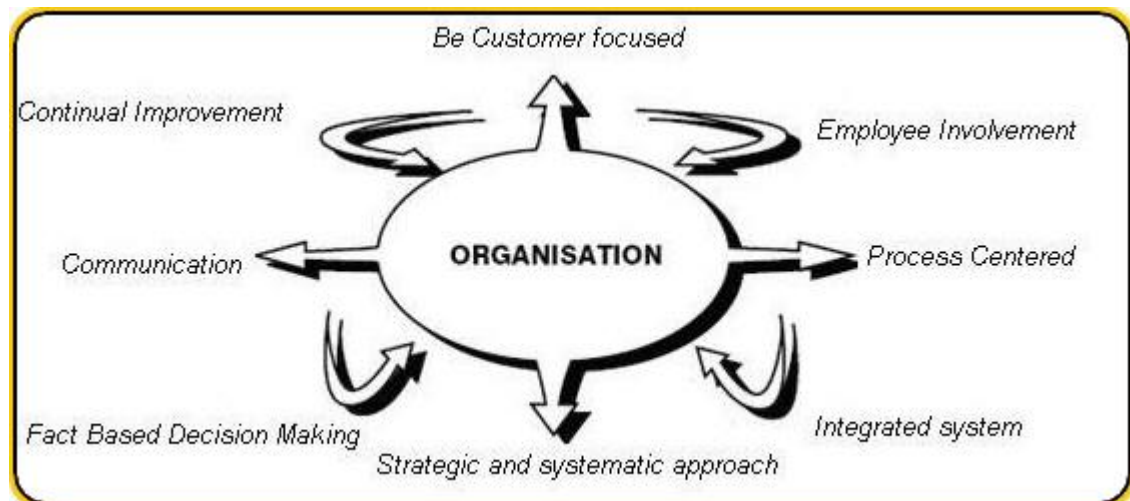 Be Customer focused
Continual Improvement
Employee Involvement
ORGANISATION
Communication
Process Centered
Fact Based Decision Making
Integrated system
Strategic and systematic approach